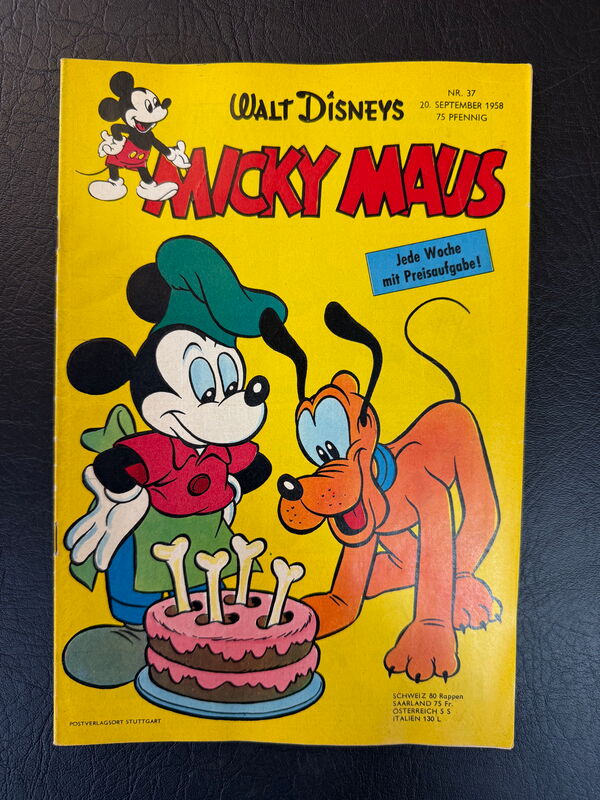 WALT DISNEYS
NR. 37
20. SEPTEMBER 1958
75 PFENNIG
MICKY MAUS
Jede Woche
mit Preisaufgabe!
SCHWEIZ 80 Rappen
SAARLAND 75 Fr.
ÖSTERREICH 5 S
ITALIEN 130 L
POSTVERLAGSORT STUTTGART